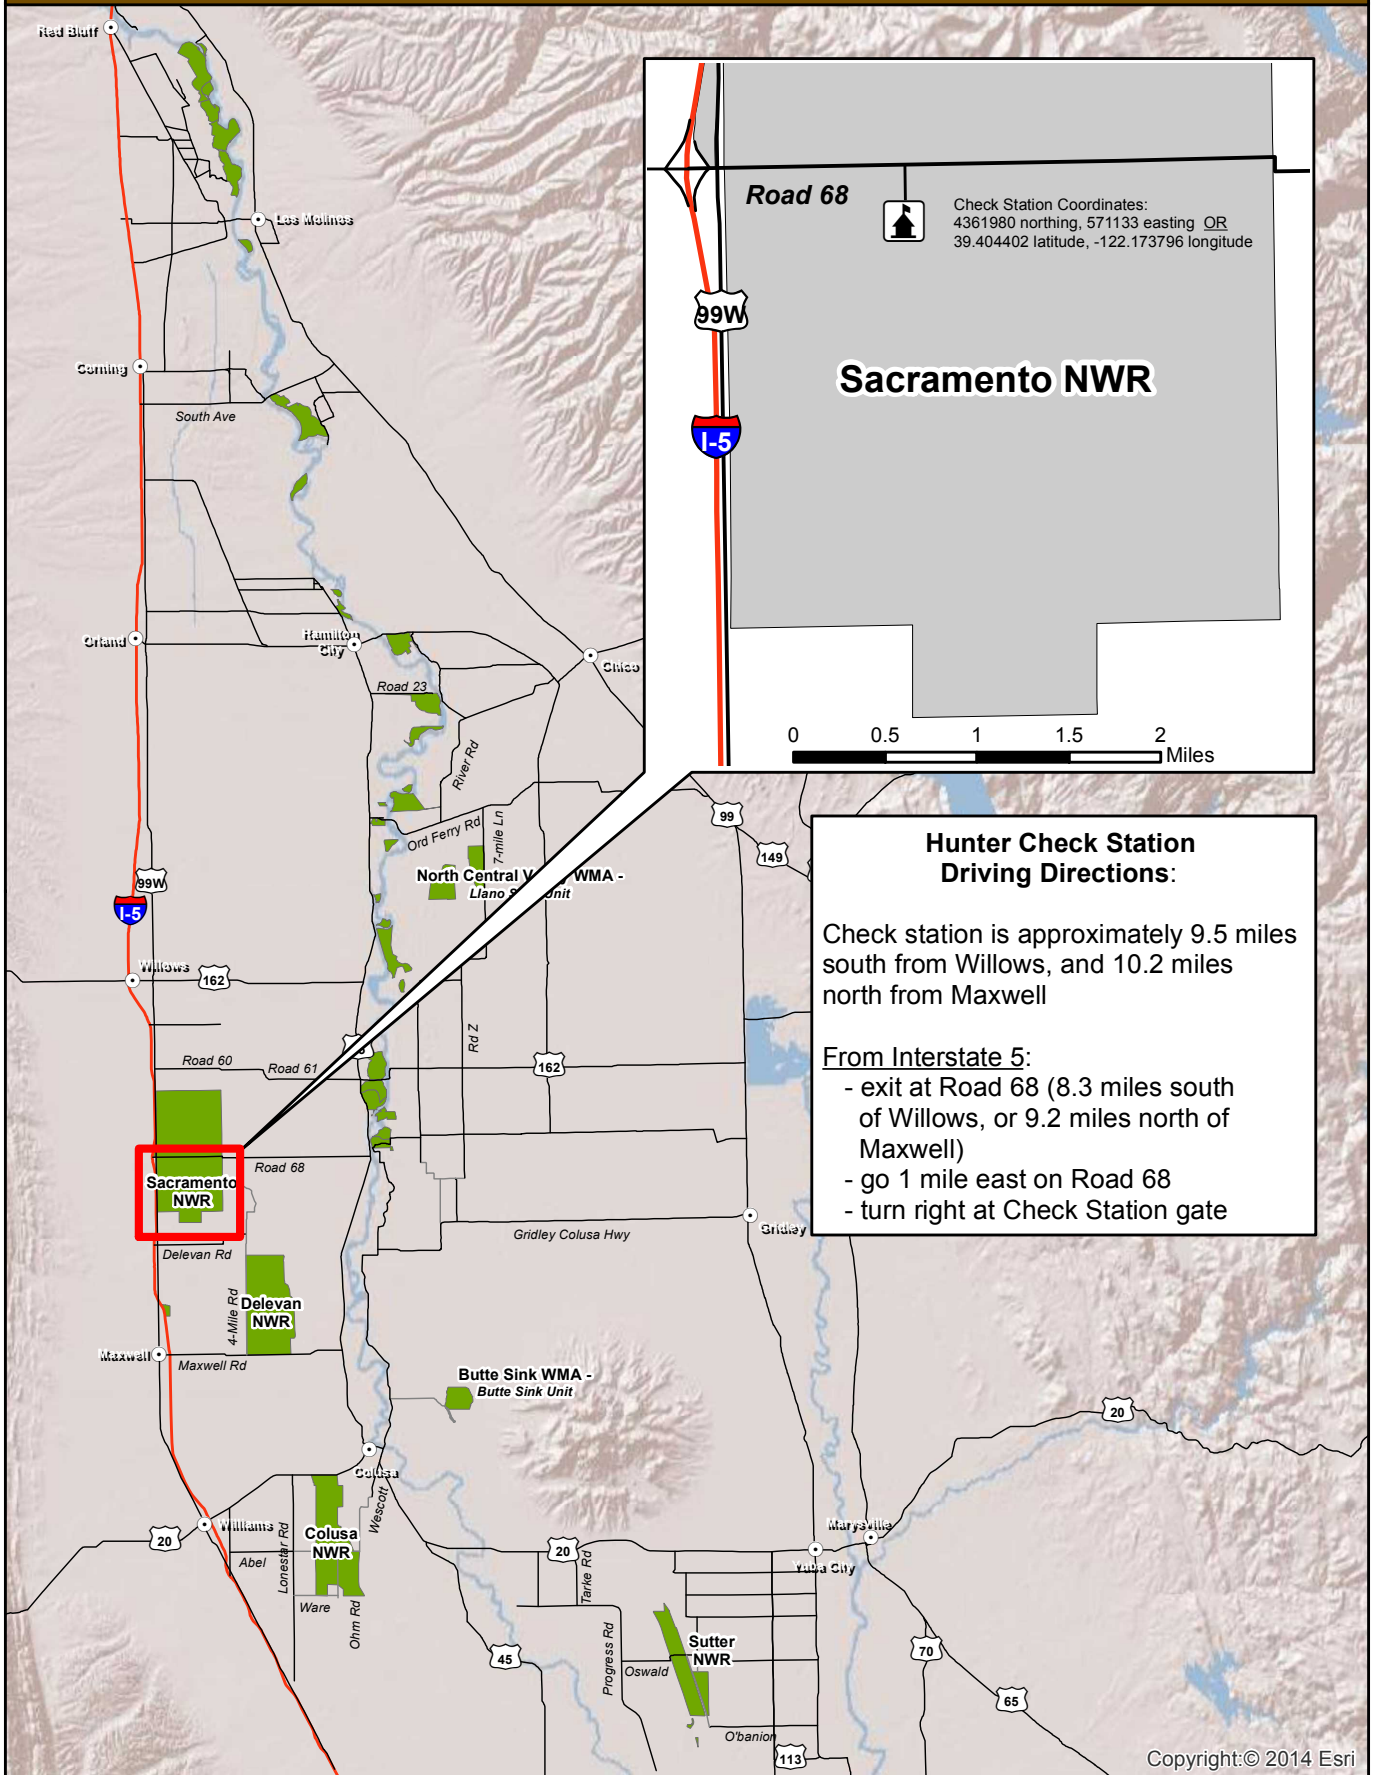 Red Bluff
Los Molinos
Corning
South Ave
Orland
Hamilton
City
Chico
Road 23
River Rd
Ord Ferry Rd
7-mile Ln
North Central V WMA -
Llano S Unit
99
149
99W
I-5
Willows
162
Rd Z
Road 60
Road 61
162
Road 68
Sacramento
NWR
Delevan Rd
4-Mile Rd
Delevan
NWR
Maxwell
Maxwell Rd
Gridley
Gridley Colusa Hwy
Butte Sink WMA -
Butte Sink Unit
20
Colusa
Wescott
Williams
20
Abel
Lonestar Rd
Colusa
NWR
Ware
Ohm Rd
20
Tarke Rd
Marysville
Yuba City
45
Progress Rd
Oswald
Sutter
NWR
O'banion
113
70
65
Road 68
Check Station Coordinates:
4361980 northing, 571133 easting OR
39.404402 latitude, -122.173796 longitude
99W
Sacramento NWR
I-5
0 0.5 1 1.5 2
Miles
Hunter Check Station
Driving Directions:
Check station is approximately 9.5 miles
south from Willows, and 10.2 miles
north from Maxwell
From Interstate 5:
- exit at Road 68 (8.3 miles south
of Willows, or 9.2 miles north of
Maxwell)
- go 1 mile east on Road 68
- turn right at Check Station gate
Copyright:© 2014 Esri